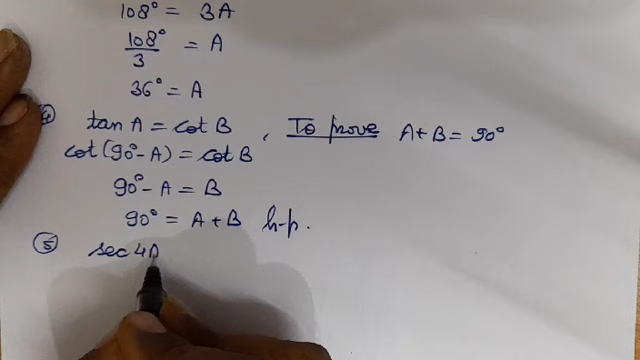 108° = 3A
108°/3 = A
36° = A
④ tan A = cot B, To prove A+B = 90°
cot (90° - A) = cot B
90° - A = B
90° = A + B h-p.
⑤ sec 4A